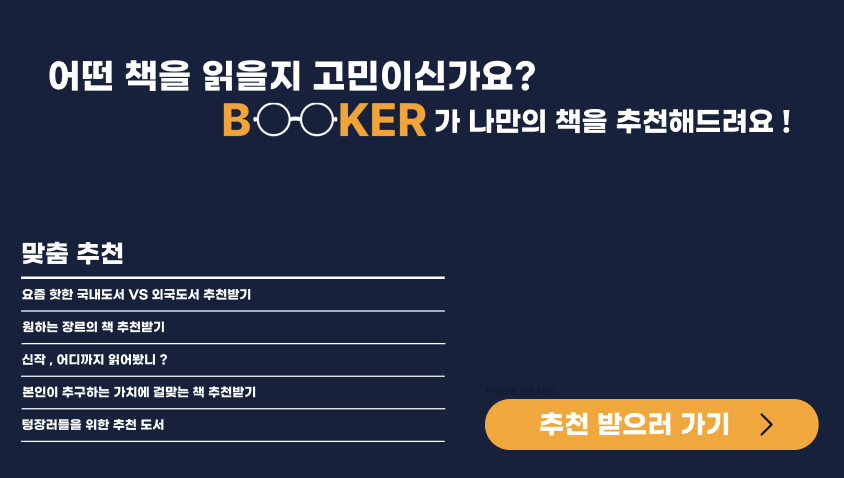 어떤 책을 읽을지 고민이신가요?
BOOKER 가 나만의 책을 추천해드려요 !
맞춤 추천
요즘 핫한 국내도서 VS 외국도서 추천받기
원하는 장르의 책 추천받기
신작 , 어디까지 읽어봤니 ?
본인이 추구하는 가치에 걸맞는 책 추천받기
텅장러들을 위한 추천 도서
추천 받으러 가기